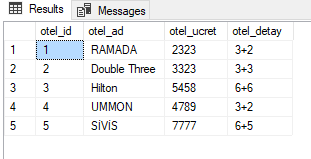 Results Messages
otel_id otel_ad otel_ucret otel_detay
1 1 RAMADA 2323 3+2
2 2 Double Three 3323 3+3
3 3 Hilton 5458 6+6
4 4 UMMON 4789 3+2
5 5 SİVİS 7777 6+5